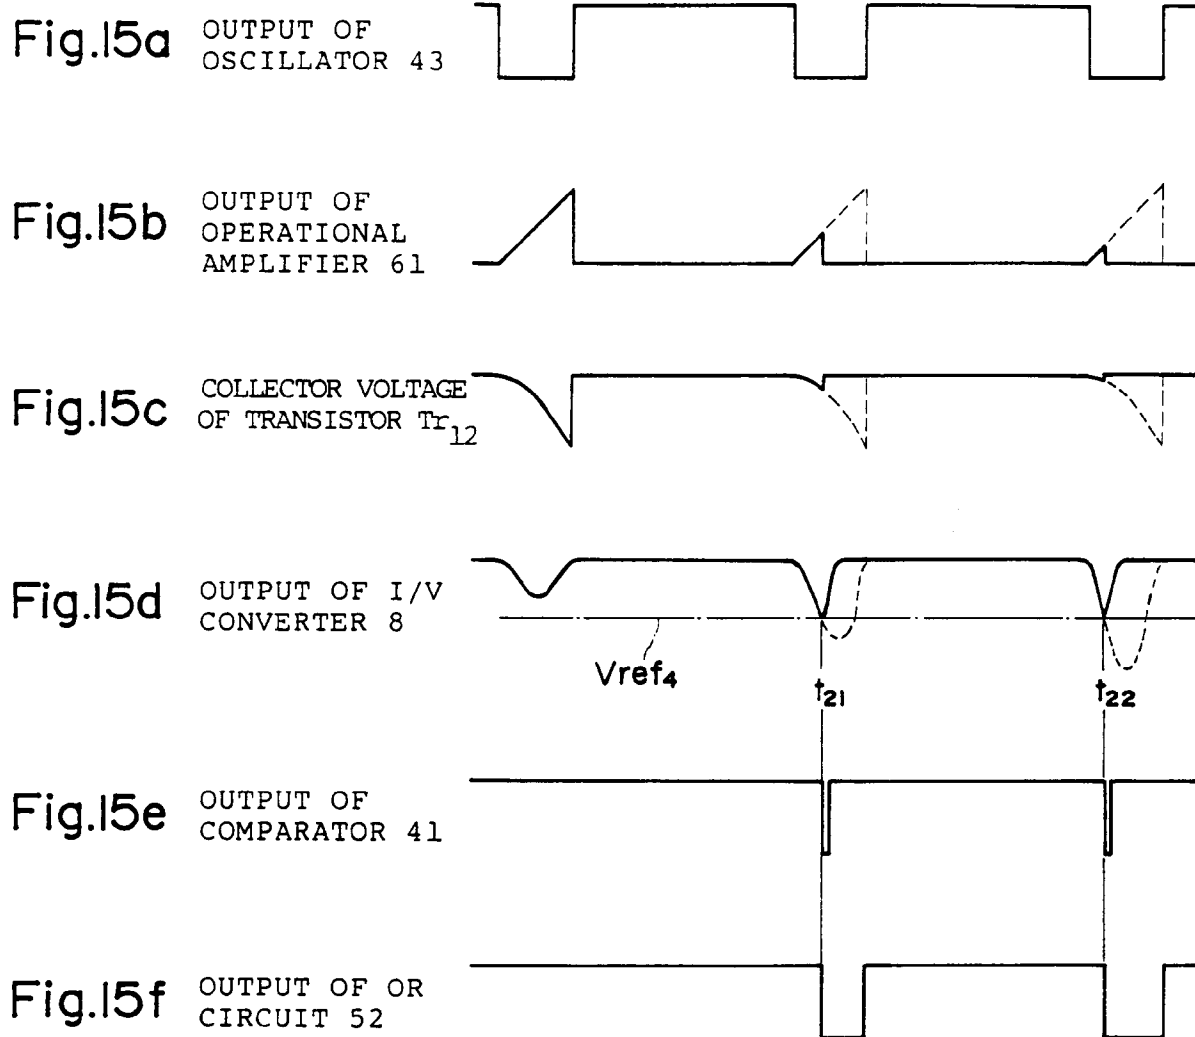 Fig.15a OUTPUT OF
OSCILLATOR 43
Fig.15b OUTPUT OF
OPERATIONAL
AMPLIFIER 61
Fig.15c COLLECTOR VOLTAGE
OF TRANSISTOR Tr12
Fig.15d OUTPUT OF I/V
CONVERTER 8
Vref4
t21
t22
Fig.15e OUTPUT OF
COMPARATOR 41
Fig.15f OUTPUT OF OR
CIRCUIT 52